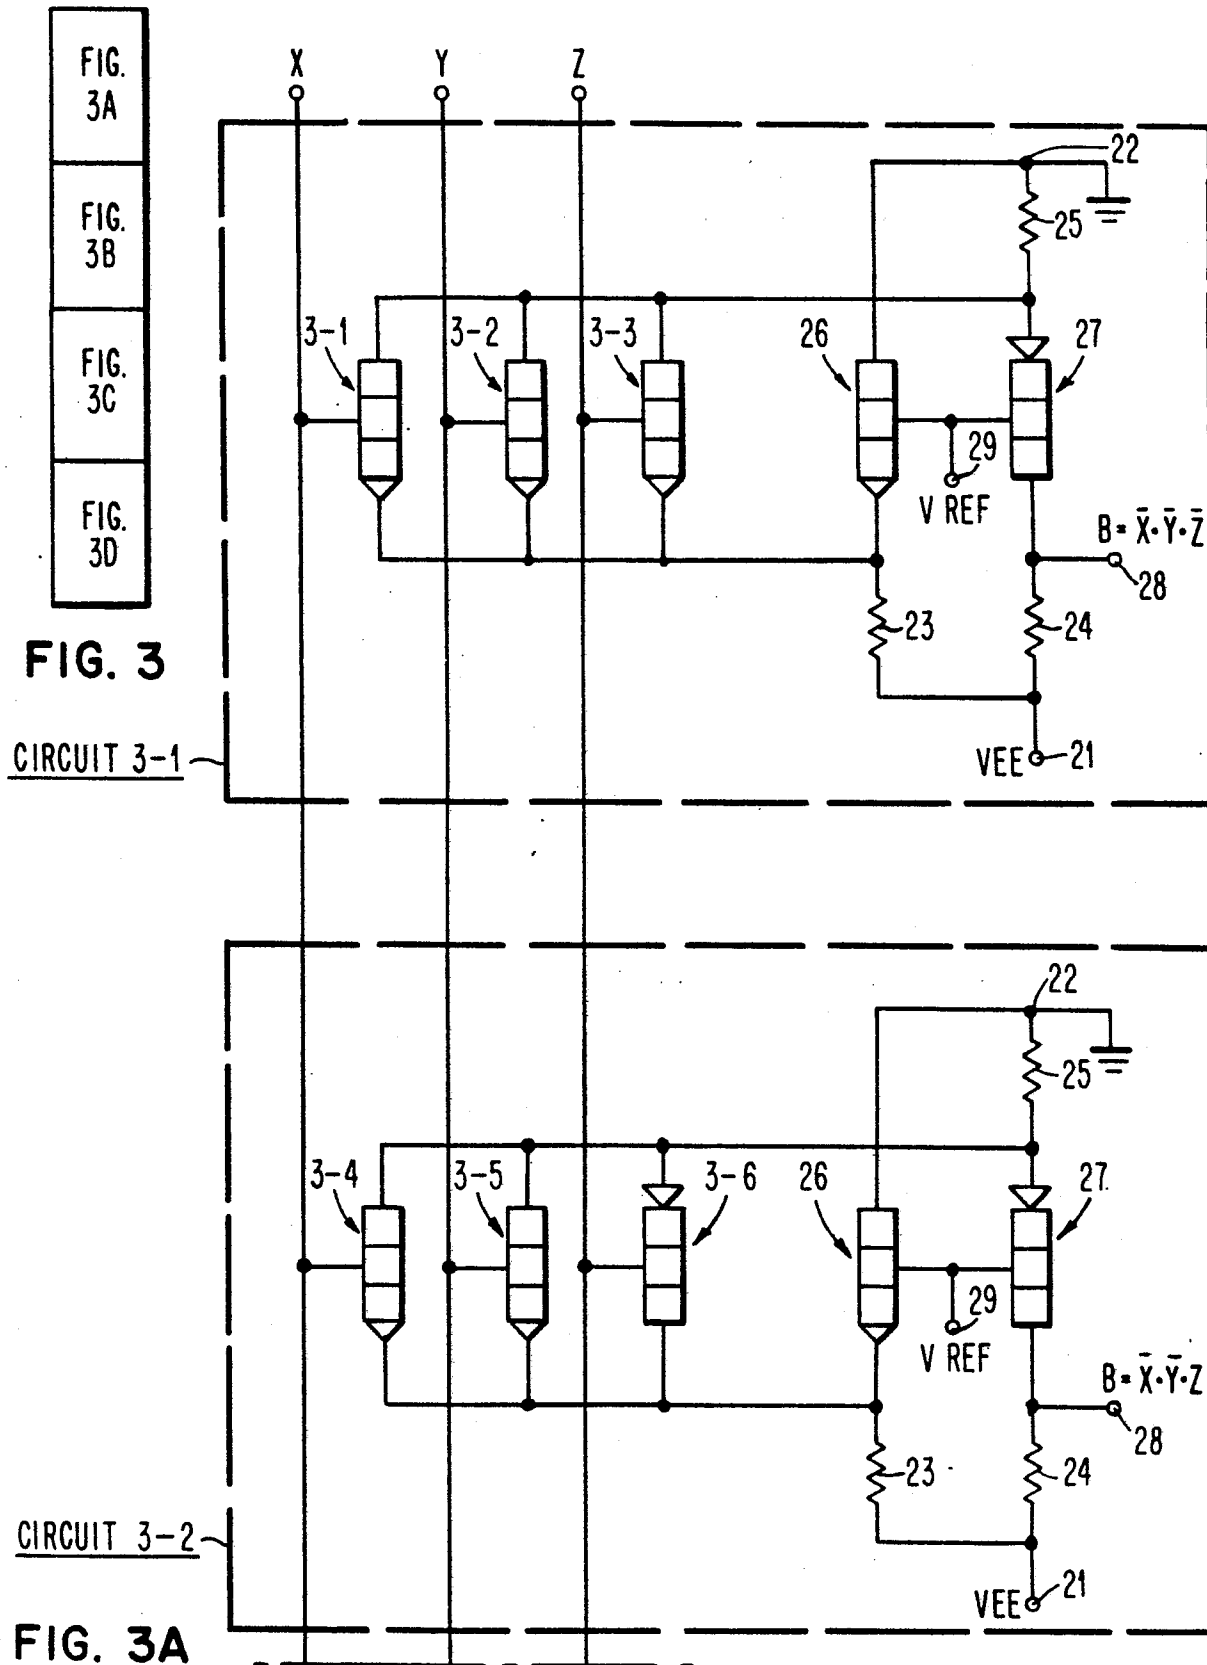 FIG.
3A
FIG.
3B
FIG.
3C
FIG.
3D
FIG. 3
X Y Z
22
25
3-1 3-2 3-3 26 27
29
V REF
B = X̄·Ȳ·Z̄
28
23 24
VEE 21
CIRCUIT 3-1
22
25
3-4 3-5 3-6 26 27
29
V REF
B = X̄·Ȳ·Z
28
23 24
CIRCUIT 3-2
VEE 21
FIG. 3A